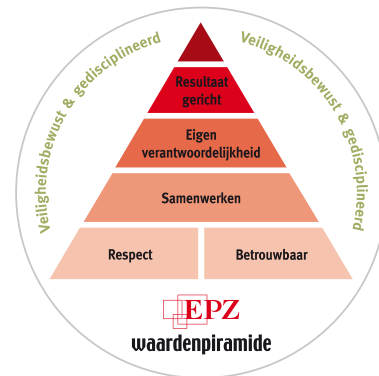 Veiligheidsbewust & gedisciplineerd
Veiligheidsbewust & gedisciplineerd
Resultaat
gericht
Eigen
verantwoordelijkheid
Samenwerken
Respect
Betrouwbaar
EPZ
waardenpiramide